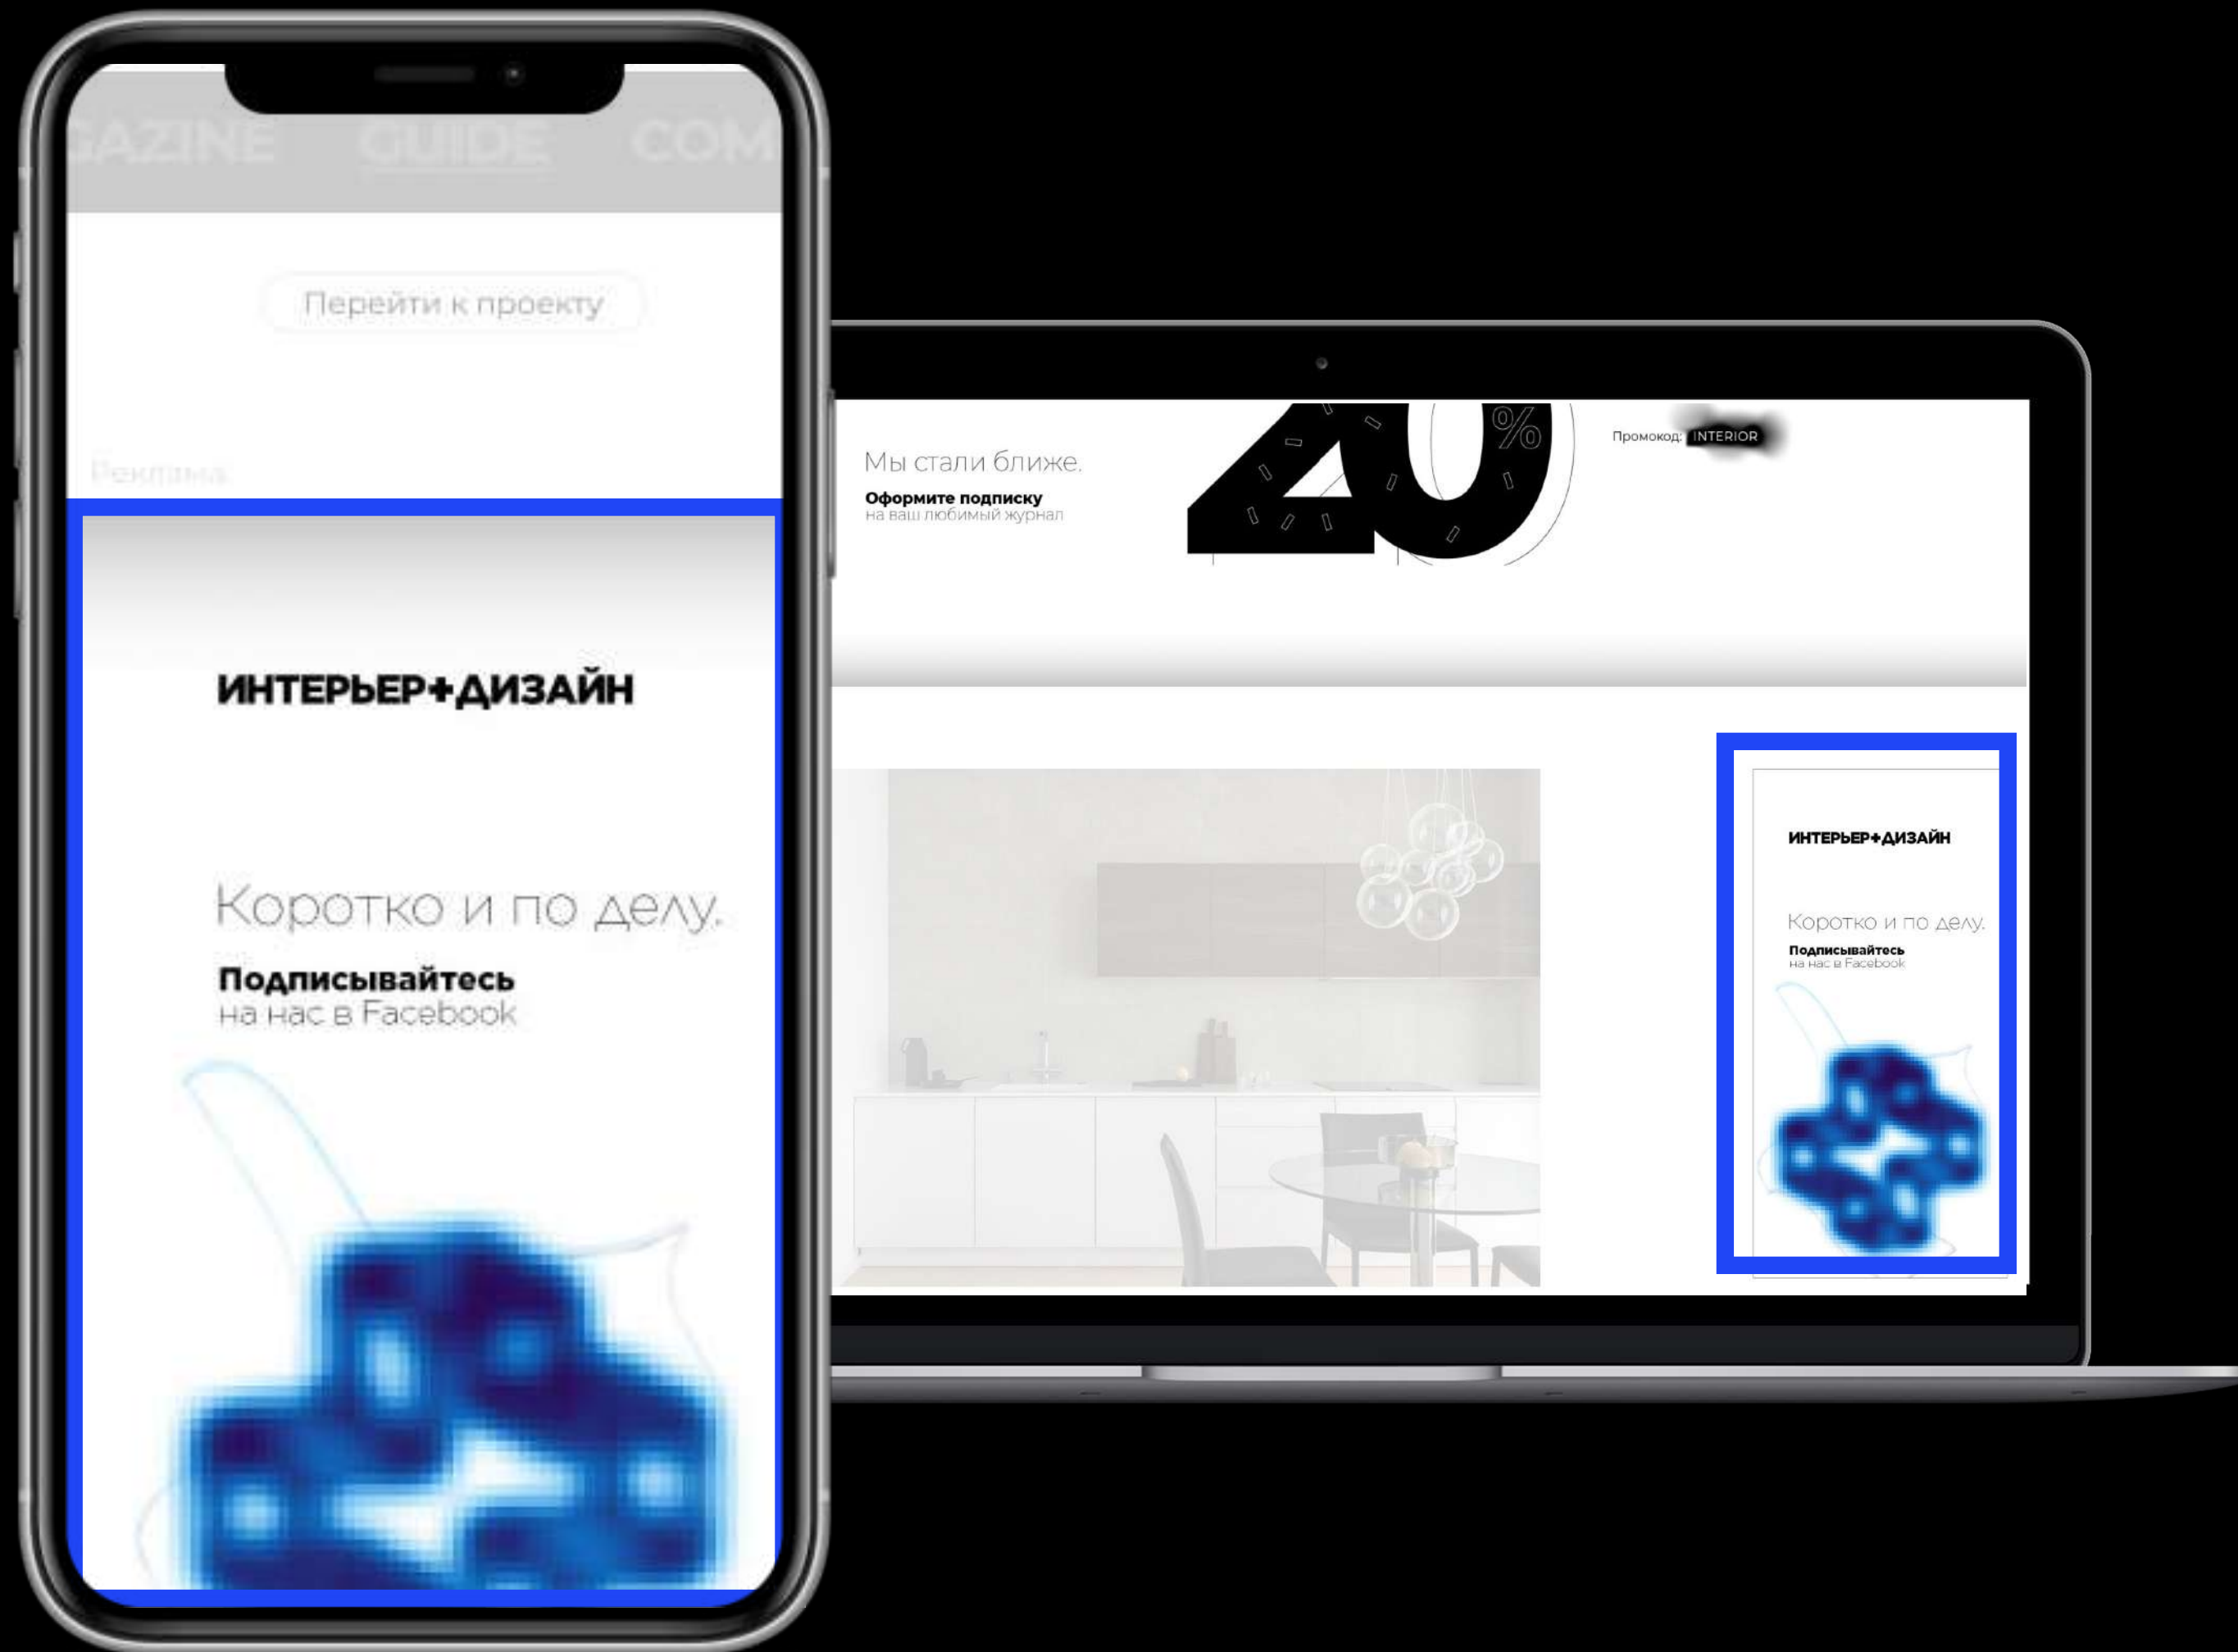 GAZINE GUIDE COM
Перейти к проекту
Реклама
ИНТЕРЬЕР+ДИЗАЙН
Коротко и по делу.
Подписывайтесь
на нас в Facebook
Мы стали ближе.
Оформите подписку
на ваш любимый журнал
20%
Промокод: INTERIOR
ИНТЕРЬЕР+ДИЗАЙН
Коротко и по делу.
Подписывайтесь
на нас в Facebook